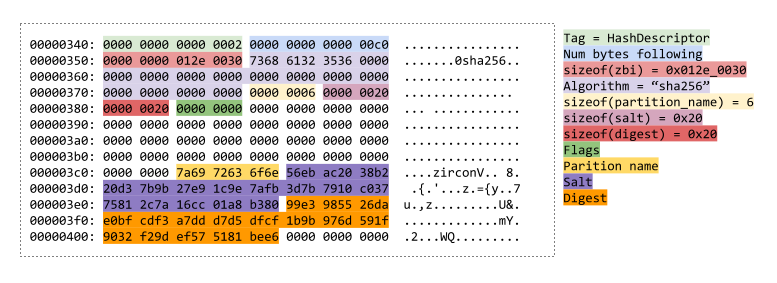 00000340: 0000 0000 0000 0002 0000 0000 0000 00c0 ................
00000350: 0000 0000 012e 0030 7368 6132 3536 0000 .......0sha256..
00000360: 0000 0000 0000 0000 0000 0000 0000 0000 ................
00000370: 0000 0000 0000 0000 0000 0006 0000 0020 ...............
00000380: 0000 0020 0000 0000 0000 0000 0000 0000 ................
00000390: 0000 0000 0000 0000 0000 0000 0000 0000 ................
000003a0: 0000 0000 0000 0000 0000 0000 0000 0000 ................
000003b0: 0000 0000 0000 0000 0000 0000 0000 0000 ................
000003c0: 0000 0000 7a69 7263 6f6e 56eb ac20 38b2 ....zirconV.. 8.
000003d0: 20d3 7b9b 27e9 1c9e 7afb 3d7b 7910 c037 .{.'...z.={y..7
000003e0: 7581 2c7a 16cc 01a8 b380 99e3 9855 26da u.,z.........U&.
000003f0: e0bf cdf3 a7dd d7d5 dfcf 1b9b 976d 591f .............mY.
00000400: 9032 f29d ef57 5181 bee6 0000 0000 0000 .2...WQ.........
Tag = HashDescriptor
Num bytes following
sizeof(zbi) = 0x012e_0030
Algorithm = “sha256”
sizeof(partition_name) = 6
sizeof(salt) = 0x20
sizeof(digest) = 0x20
Flags
Parition name
Salt
Digest